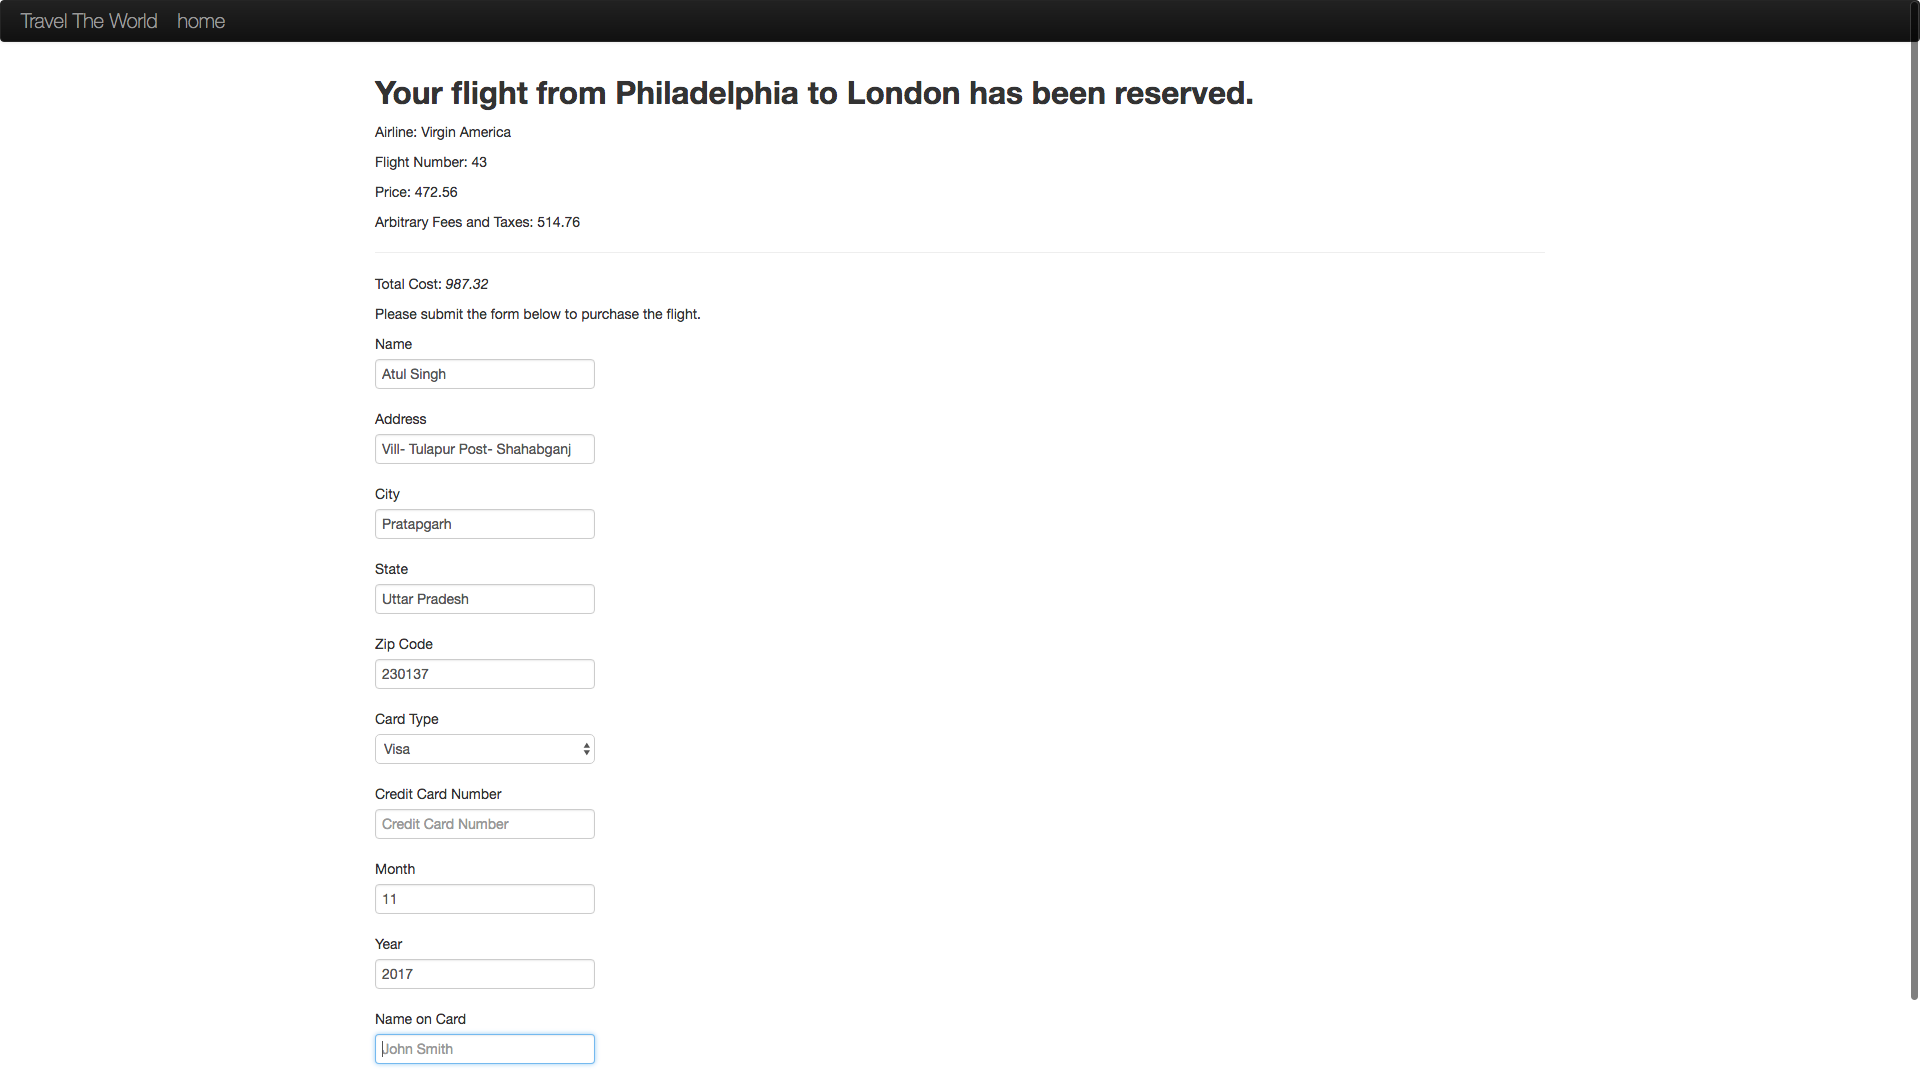 Travel The World home
Your flight from Philadelphia to London has been reserved.
Airline: Virgin America
Flight Number: 43
Price: 472.56
Arbitrary Fees and Taxes: 514.76
Total Cost: 987.32
Please submit the form below to purchase the flight.
Name
Atul Singh
Address
Vill- Tulapur Post- Shahabganj
City
Pratapgarh
State
Uttar Pradesh
Zip Code
230137
Card Type
Visa
Credit Card Number
Credit Card Number
Month
11
Year
2017
Name on Card
John Smith